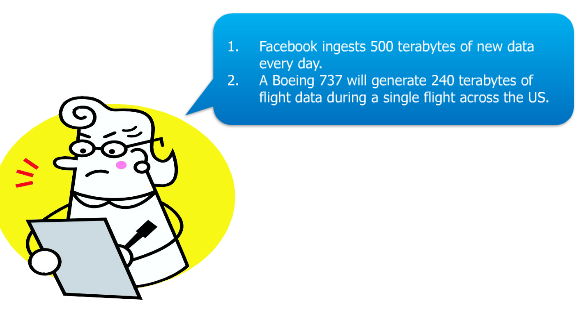 1. Facebook ingests 500 terabytes of new data
every day.
2. A Boeing 737 will generate 240 terabytes of
flight data during a single flight across the US.